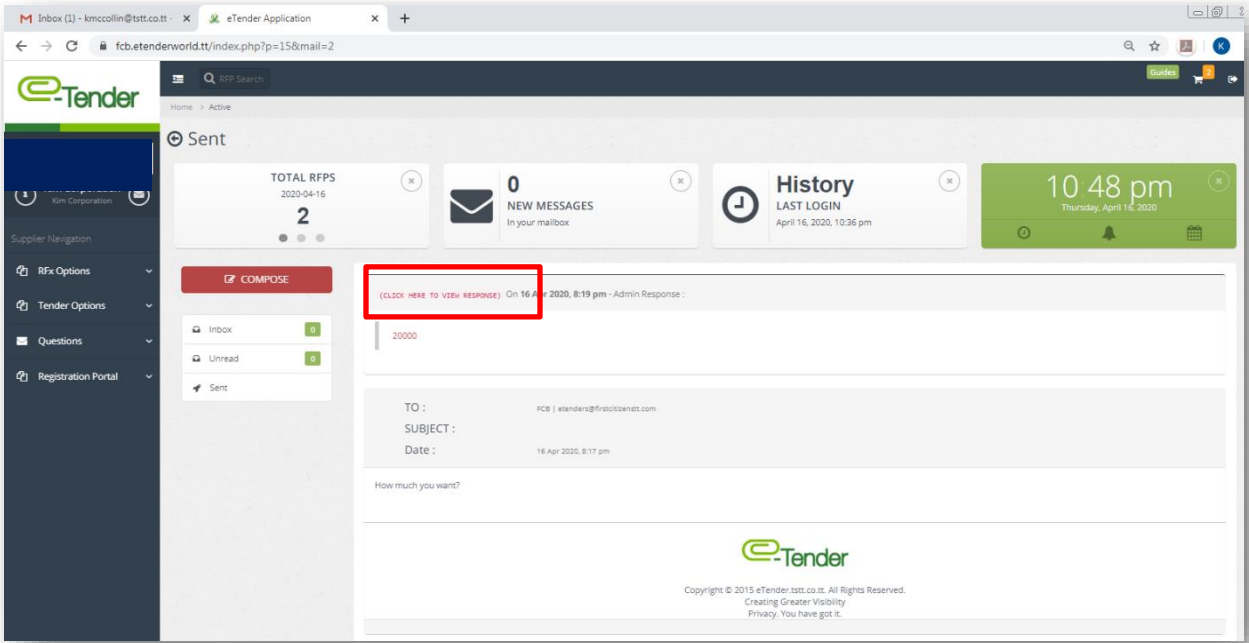 Inbox (1) - kmccollin@tstt.co.tt -
eTender Application
fcb.etenderworld.tt/index.php?p=15&mail=2
K
e-Tender
RFP Search
Guides
2
Home > Active
Sent
Kim Corporation
TOTAL RFPS
2020-04-16
2
0
NEW MESSAGES
In your mailbox
History
LAST LOGIN
April 16, 2020, 10:36 pm
10:48 pm
Thursday, April 16, 2020
Supplier Navigation
RFx Options
Tender Options
Questions
Registration Portal
COMPOSE
Inbox 0
Unread 0
Sent
(CLICK HERE TO VIEW RESPONSE) On 16 Apr 2020, 8:19 pm - Admin Response :
20000
TO : FCB | etenders@firstcitizenstt.com
SUBJECT :
Date : 16 Apr 2020, 8:17 pm
How much you want?
e-Tender
Copyright © 2015 eTender.tstt.co.tt. All Rights Reserved.
Creating Greater Visibility
Privacy. You have got it.